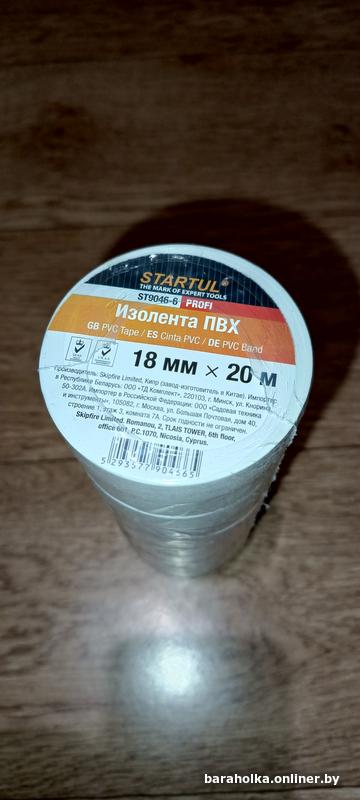 STARTUL®
THE MARK OF EXPERT TOOLS
ST9046-6 PROFI
Изолента ПВХ
GB PVC Tape / ES Cinta PVC / DE PVC Band
18 мм × 20 м
Производитель: Skipfire Limited, Кипр (завод-изготовитель в Китае). Импортер
в Республике Беларусь: ООО «ТД Комплект», 220103, г. Минск, ул. Кнорина
50-302А. Импортер в Российской Федерации: ООО «Садовая техника
и инструменты», 105082, г. Москва, ул. Большая Почтовая, дом 40,
строение 1, этаж 3, комната 7А. Срок годности не ограничен.
Skipfire Limited. Romanou, 2, TLAIS TOWER, 6th floor,
office 601, P.C.1070, Nicosia, Cyprus.
5 293577 904565
baraholka.onliner.by